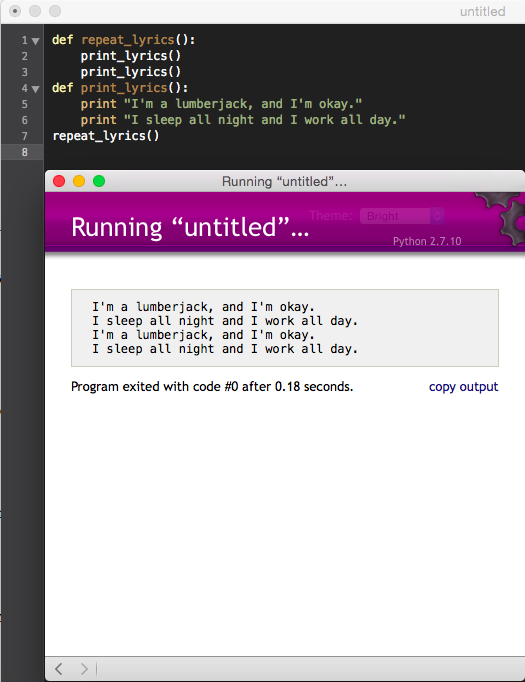 untitled
1 def repeat_lyrics():
2     print_lyrics()
3     print_lyrics()
4 def print_lyrics():
5     print "I'm a lumberjack, and I'm okay."
6     print "I sleep all night and I work all day."
7 repeat_lyrics()
8
Running “untitled”…
Theme: Bright
Running “untitled”…
Python 2.7.10
I'm a lumberjack, and I'm okay.
I sleep all night and I work all day.
I'm a lumberjack, and I'm okay.
I sleep all night and I work all day.
Program exited with code #0 after 0.18 seconds. copy output